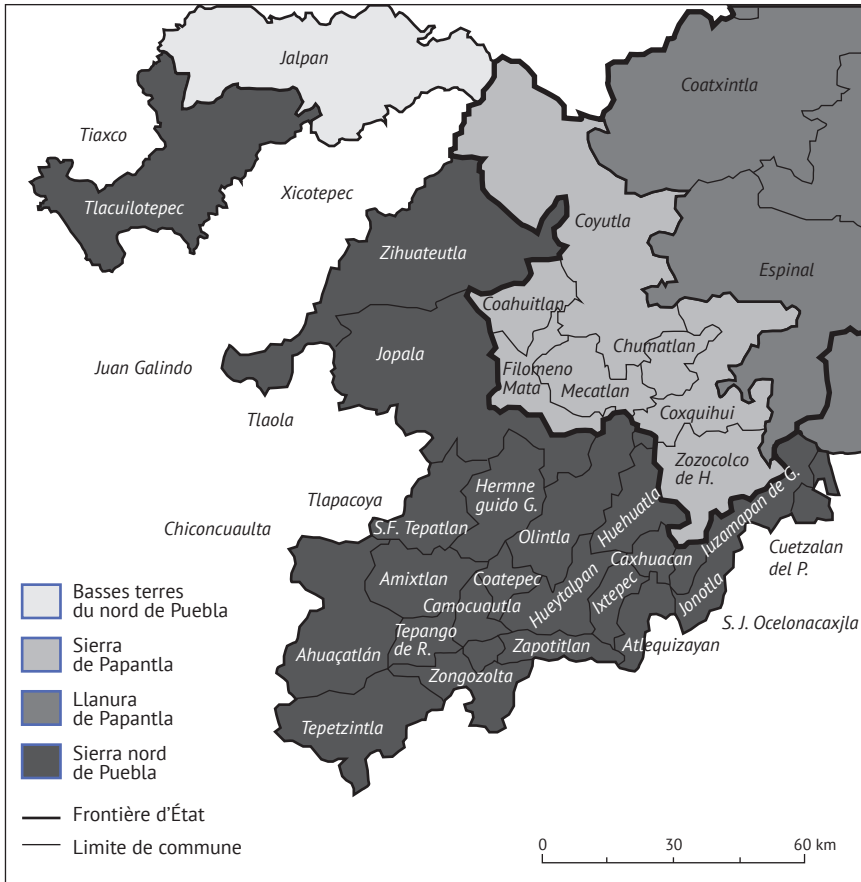 Jalpan
Coatxintla
Tiaxco
Tlacuilotepec
Xicotepec
Coyutla
Zihuateutla
Espinal
Coahuitlan
Jopala
Chumatlan
Juan Galindo
Filomeno
Mata
Mecatlan
Tlaola
Coxquihui
Zozocolco
de H.
Hermne
guido G.
Tlapacoya
Chiconcuaulta
S.F. Tepatlan
Olintla
Huehuatla
Iuzamapan de G.
Cuetzalan
del P.
Caxhuacan
Amixtlan
Coatepec
Hueytalpan
Ixtepec
Jonotla
Camocuautla
S. J. Ocelonacaxjla
Tepango
de R.
Zapotitlan
Atlequizayan
Ahuaçatlán
Zongozolta
Tepetzintla
Basses terres
du nord de Puebla
Sierra
de Papantla
Llanura
de Papantla
Sierra nord
de Puebla
Frontière d’État
Limite de commune
0 30 60 km